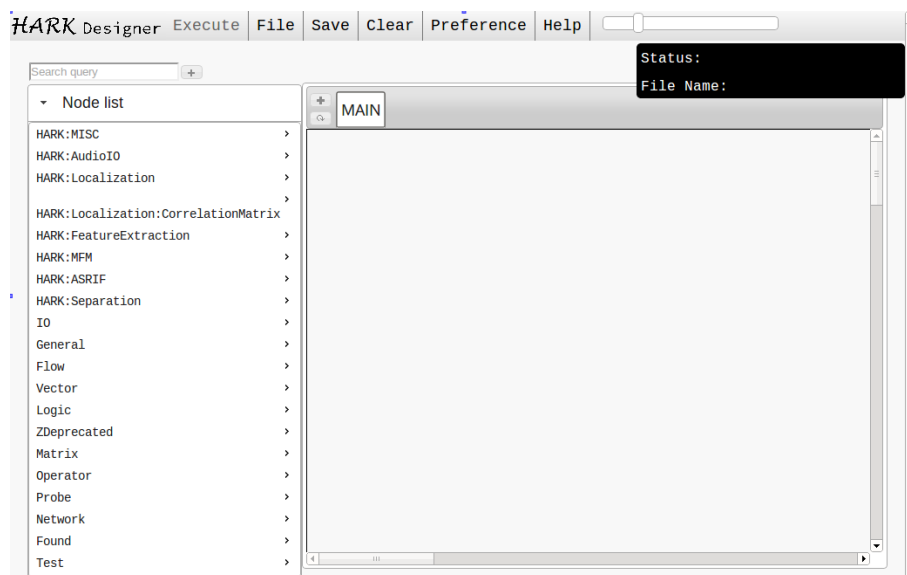 HARK Designer Execute File Save Clear Preference Help
Status:
File Name:
Search query
Node list
MAIN
HARK:MISC
HARK:AudioIO
HARK:Localization
HARK:Localization:CorrelationMatrix
HARK:FeatureExtraction
HARK:MFM
HARK:ASRIF
HARK:Separation
IO
General
Flow
Vector
Logic
ZDeprecated
Matrix
Operator
Probe
Network
Found
Test